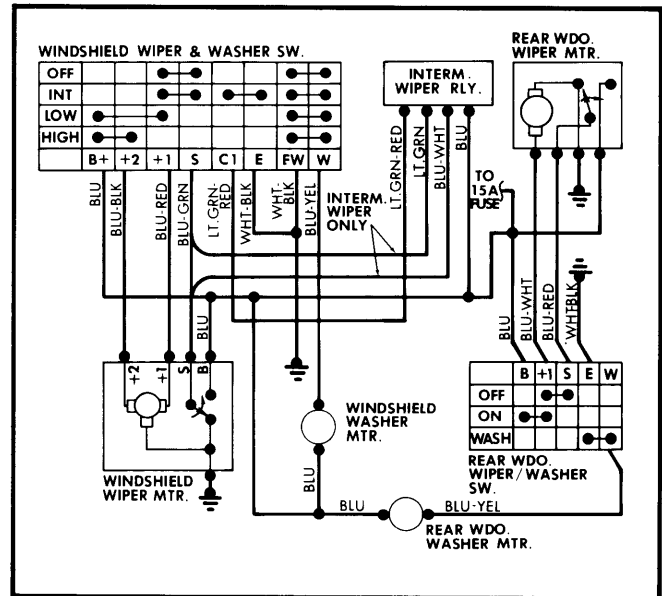 WINDSHIELD WIPER & WASHER SW.
OFF
INT
LOW
HIGH
B+ +2 +1 S C1 E FW W
BLU
BLU-BLK
BLU-RED
BLU-GRN
LT.GRN-
RED
WHT-BLK
WHT-
BLK
BLU-YEL
INTERM.
WIPER
ONLY
INTERM.
WIPER RLY.
LT.GRN-RED
LT.GRN
BLU-WHT
BLU
REAR WDO.
WIPER MTR.
TO
15A
FUSE
BLU
BLU-WHT
BLU-RED
WHT-BLK
B +1 S E W
OFF
ON
WASH
REAR WDO.
WIPER/WASHER
SW.
BLU
+2 +1 S B
WINDSHIELD
WIPER MTR.
WINDSHIELD
WASHER
MTR.
BLU
BLU
BLU-YEL
REAR WDO.
WASHER MTR.